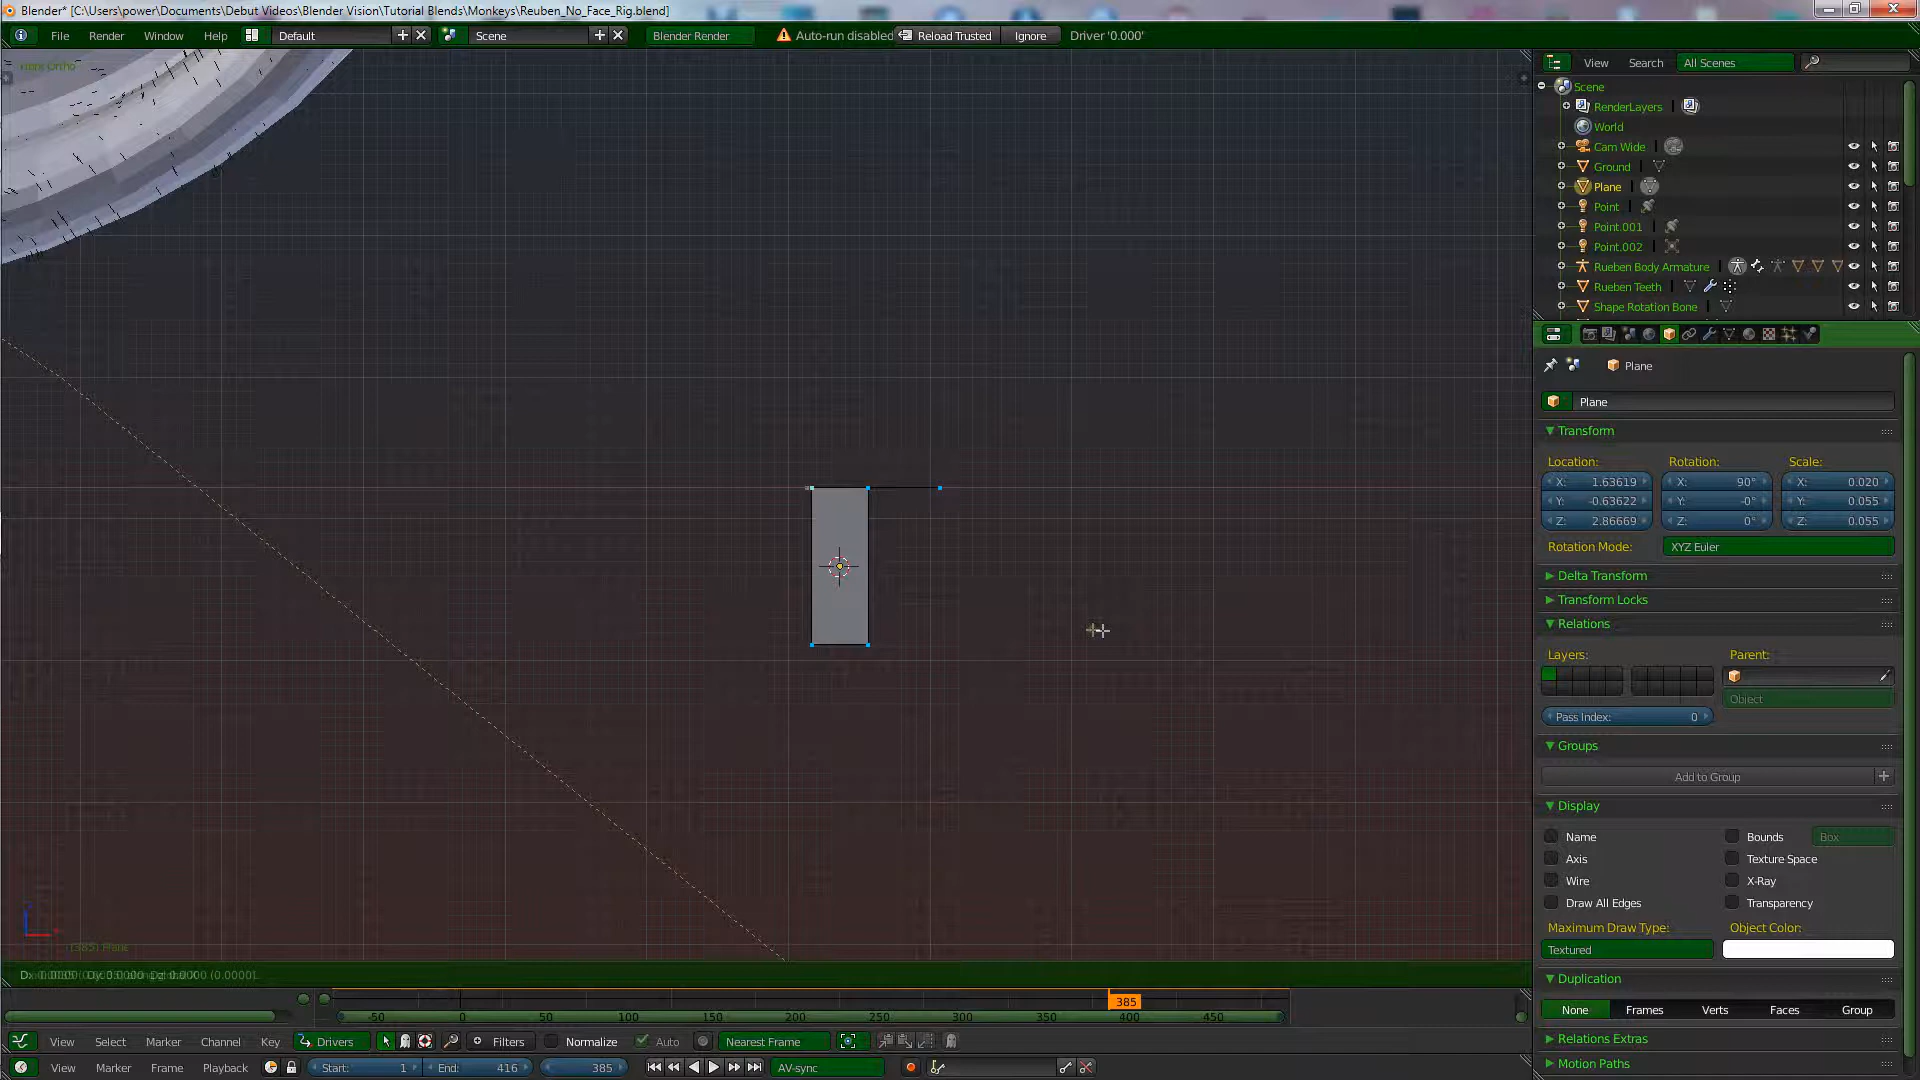 Blender* [C:\Users\power\Documents\Debut Videos\Blender Vision\Tutorial Blends\Monkeys\Reuben_No_Face_Rig.blend]
File Render Window Help Default Scene Blender Render Auto-run disabled Reload Trusted Ignore Driver '0.000'
View Search All Scenes
Scene
RenderLayers
World
Cam Wide
Ground
Plane
Point
Point.001
Point.002
Rueben Body Armature
Rueben Teeth
Shape Rotation Bone
Plane
Plane
Transform
Location: Rotation: Scale:
X: 1.63619 X: 90° X: 0.020
Y: -0.63622 Y: -0° Y: 0.055
Z: 2.86669 Z: 0° Z: 0.055
Rotation Mode: XYZ Euler
Delta Transform
Transform Locks
Relations
Layers: Parent:
Object
Pass Index: 0
Groups
Add to Group
Display
Name Bounds Box
Axis Texture Space
Wire X-Ray
Draw All Edges Transparency
Maximum Draw Type: Object Color:
Textured
Duplication
None Frames Verts Faces Group
Relations Extras
Motion Paths
(385) Plane
385
-50 0 50 100 150 200 250 300 350 400 450
View Select Marker Channel Key Drivers Filters Normalize Auto Nearest Frame
View Marker Frame Playback Start: 1 End: 416 385 AV-sync